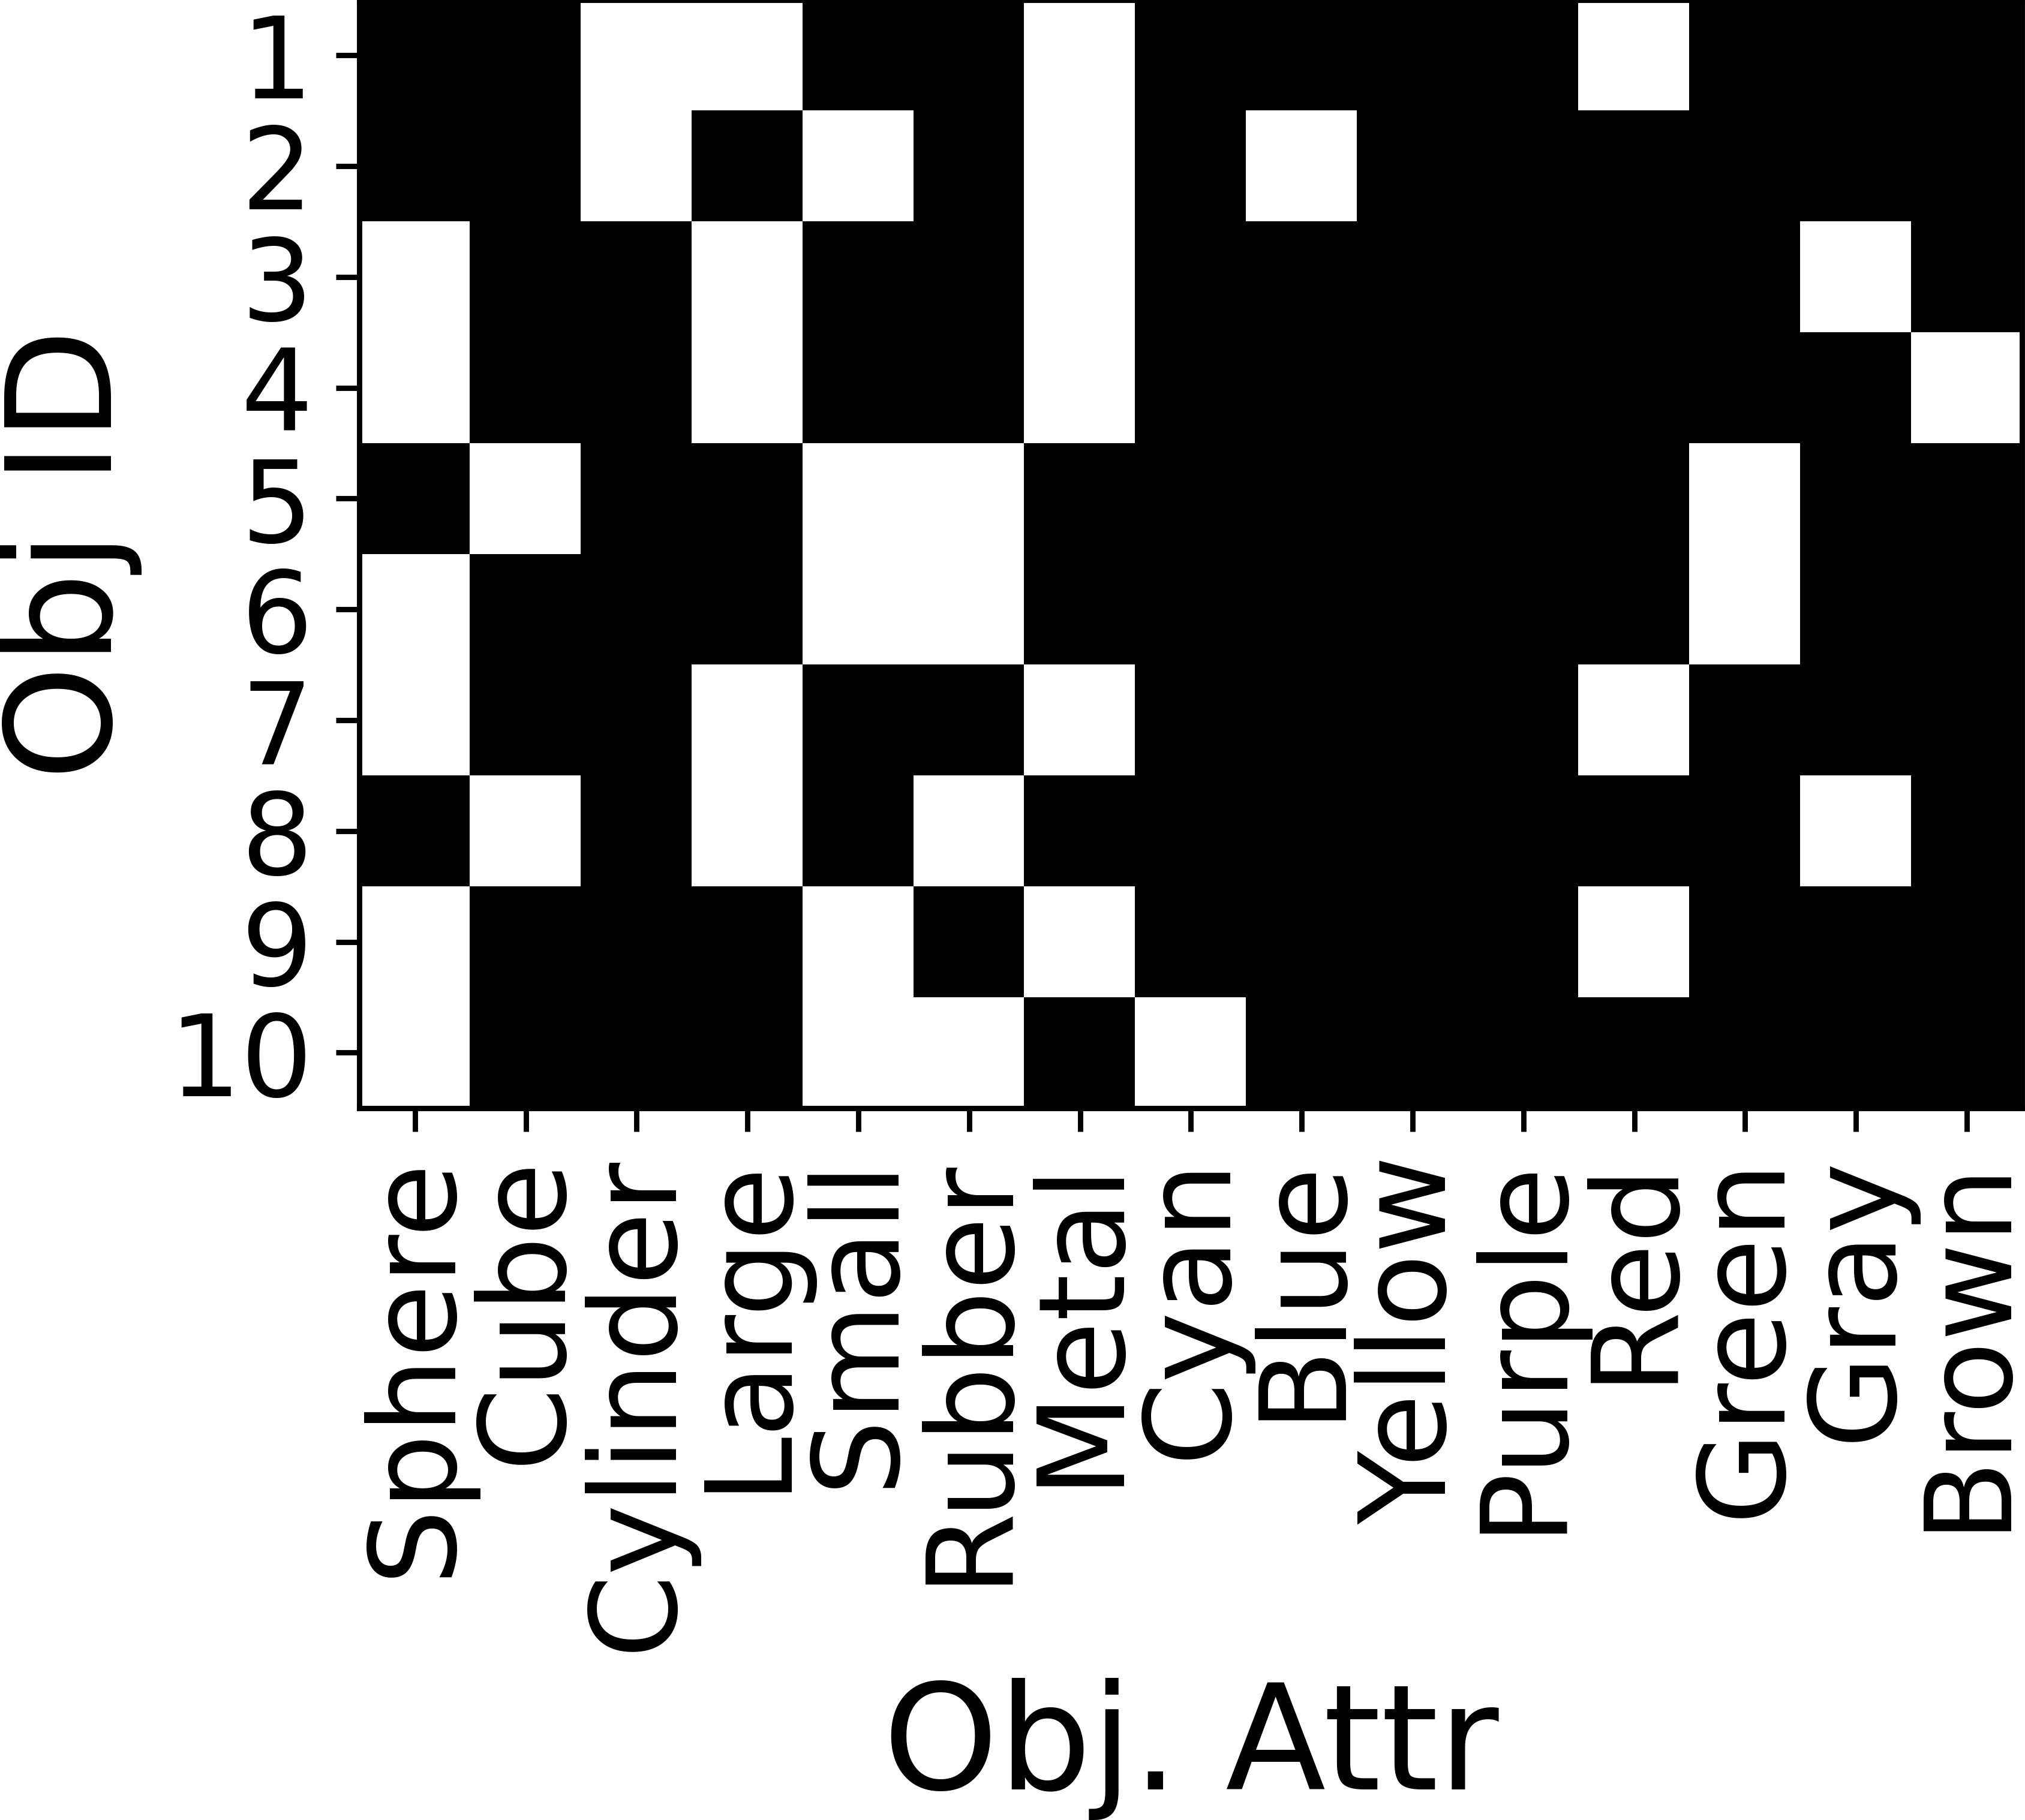 Obj ID
1
2
3
4
5
6
7
8
9
10
Sphere
Cube
Cylinder
Large
Small
Rubber
Metal
Cyan
Blue
Yellow
Purple
Red
Green
Gray
Brown
Obj. Attr